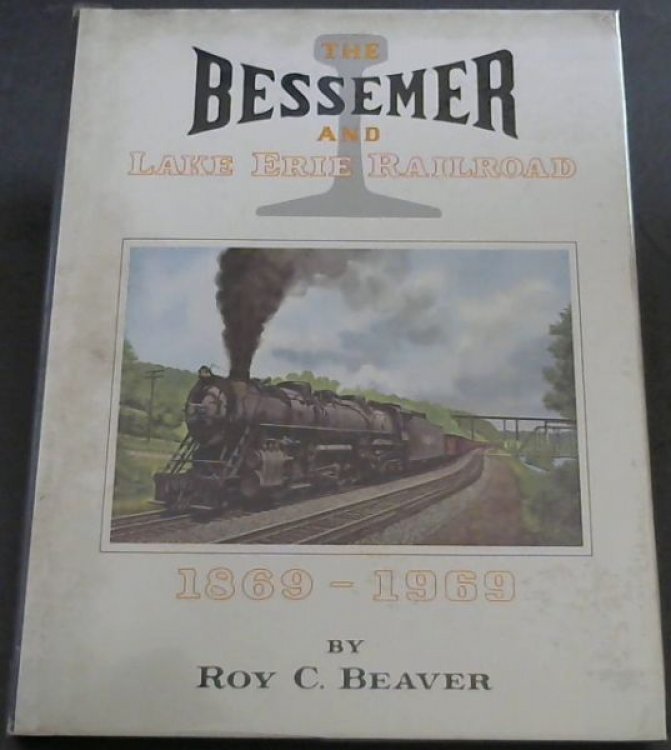 THE
BESSEMER
AND
LAKE ERIE RAILROAD
1869 - 1969
BY
ROY C. BEAVER